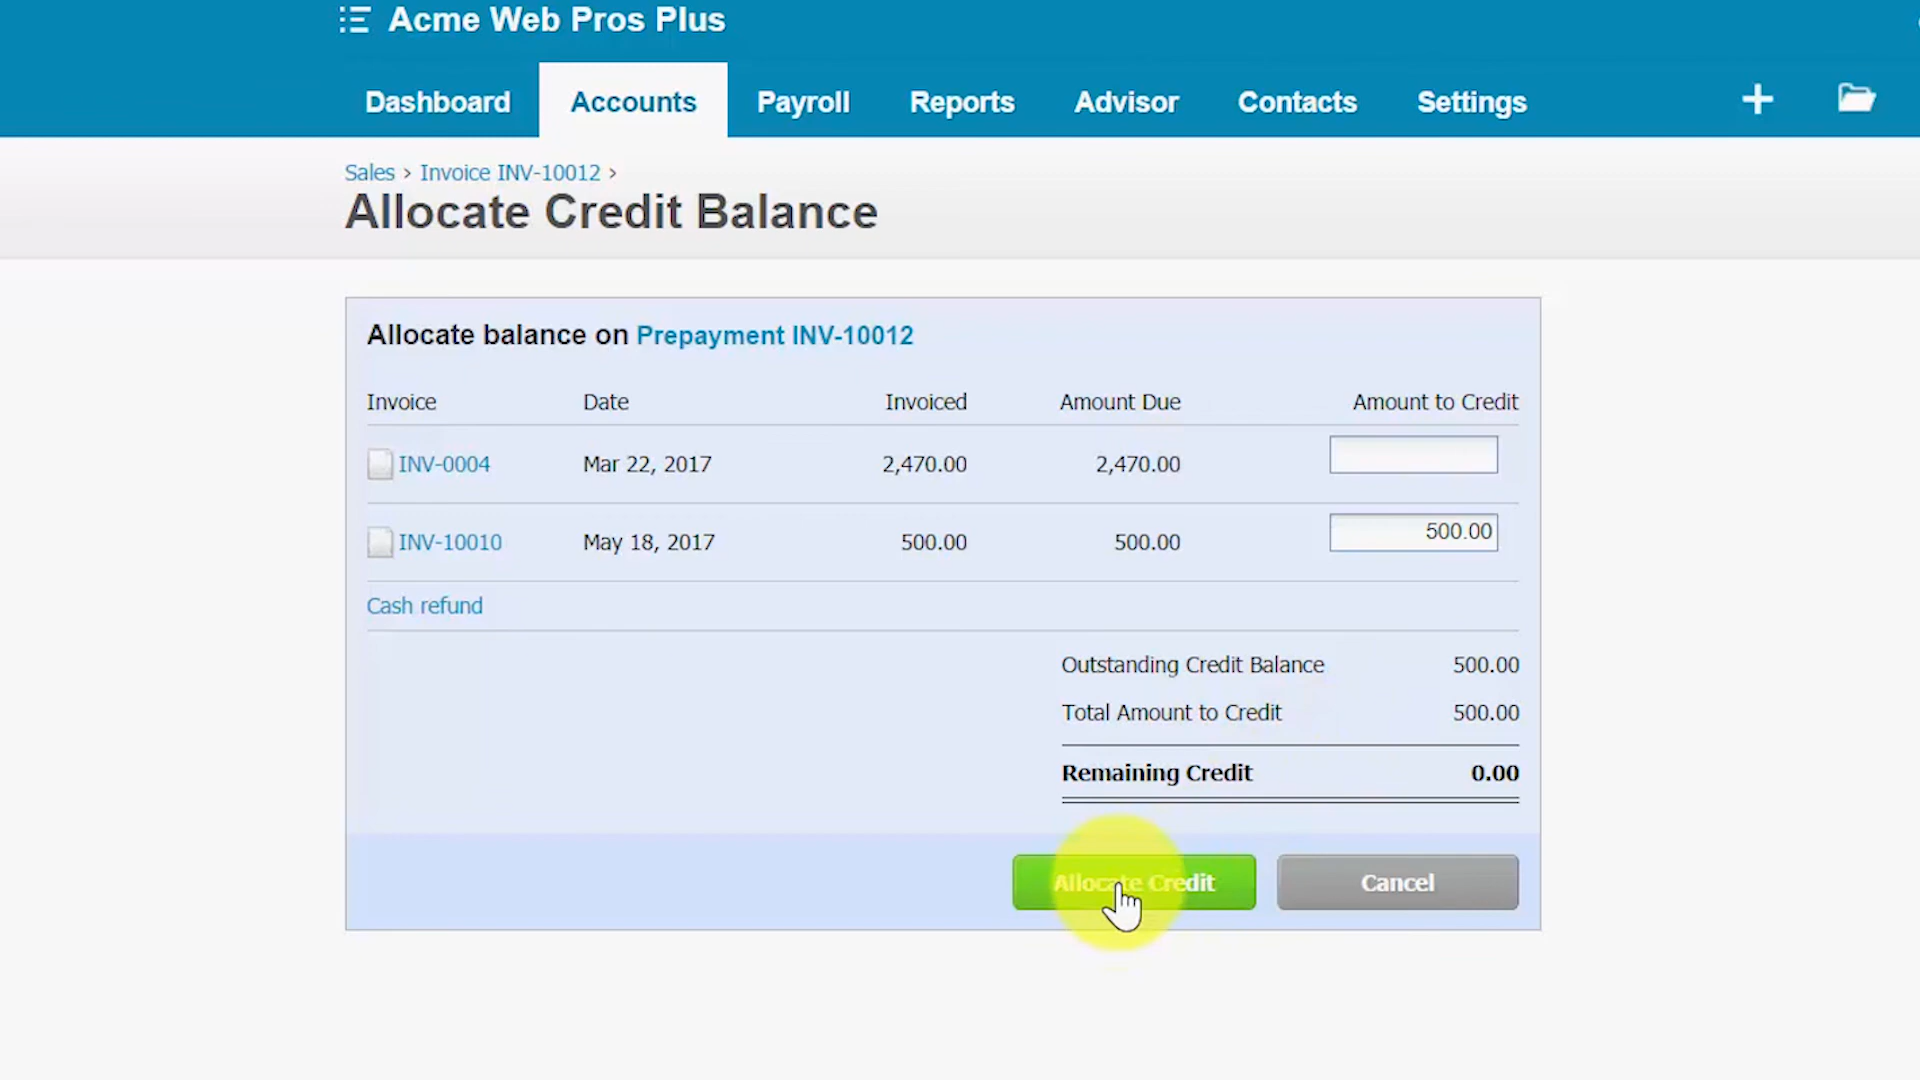 Acme Web Pros Plus
Dashboard Accounts Payroll Reports Advisor Contacts Settings
Sales › Invoice INV-10012 ›
Allocate Credit Balance
Allocate balance on Prepayment INV-10012
Invoice Date Invoiced Amount Due Amount to Credit
INV-0004 Mar 22, 2017 2,470.00 2,470.00
INV-10010 May 18, 2017 500.00 500.00 500.00
Cash refund
Outstanding Credit Balance 500.00
Total Amount to Credit 500.00
Remaining Credit 0.00
Allocate Credit Cancel